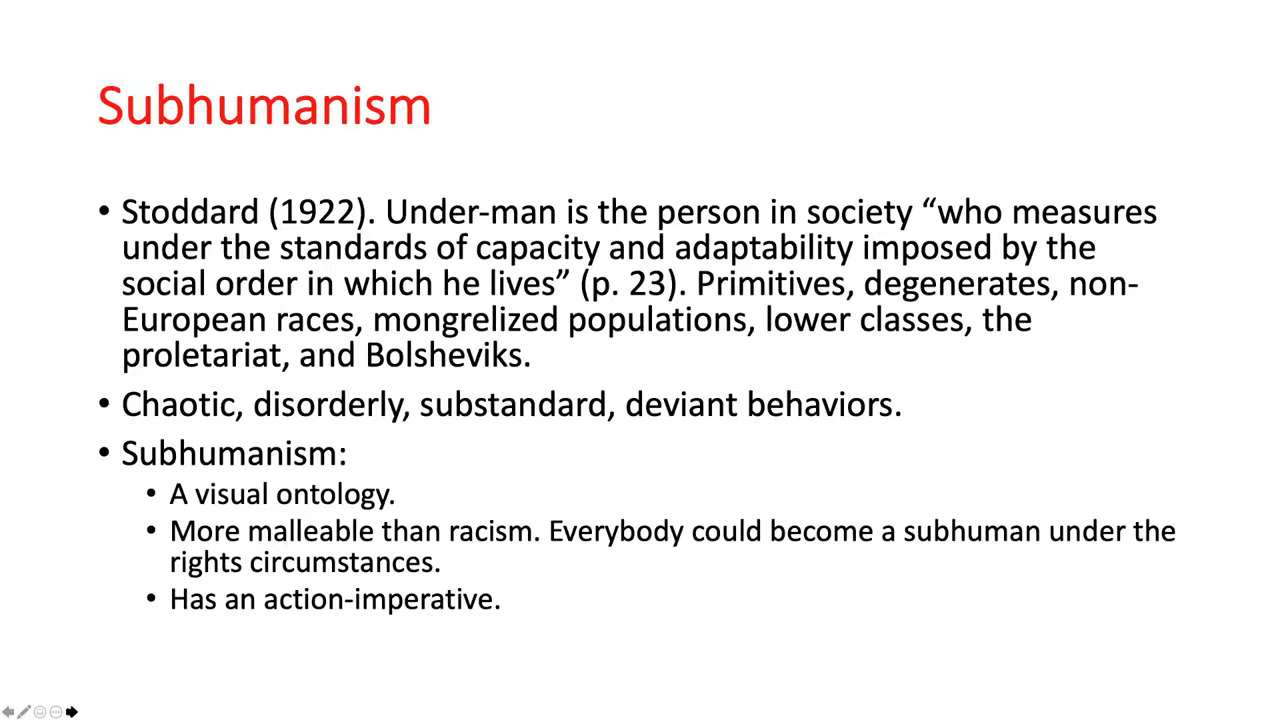 Subhumanism
• Stoddard (1922). Under-man is the person in society “who measures
under the standards of capacity and adaptability imposed by the
social order in which he lives” (p. 23). Primitives, degenerates, non-
European races, mongrelized populations, lower classes, the
proletariat, and Bolsheviks.
• Chaotic, disorderly, substandard, deviant behaviors.
• Subhumanism:
• A visual ontology.
• More malleable than racism. Everybody could become a subhuman under the
rights circumstances.
• Has an action-imperative.